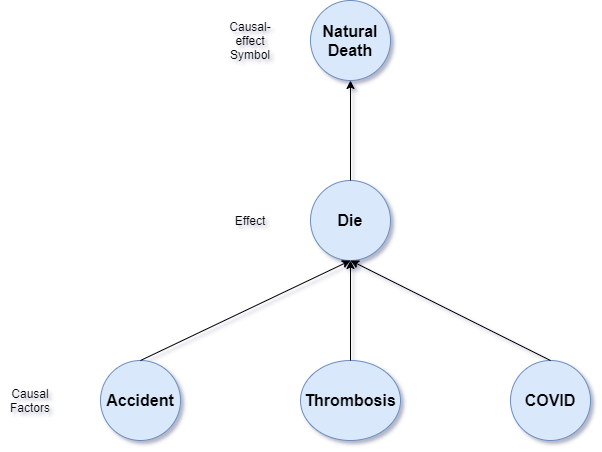 Causal-
effect
Symbol
Natural
Death
Effect
Die
Causal
Factors
Accident
Thrombosis
COVID